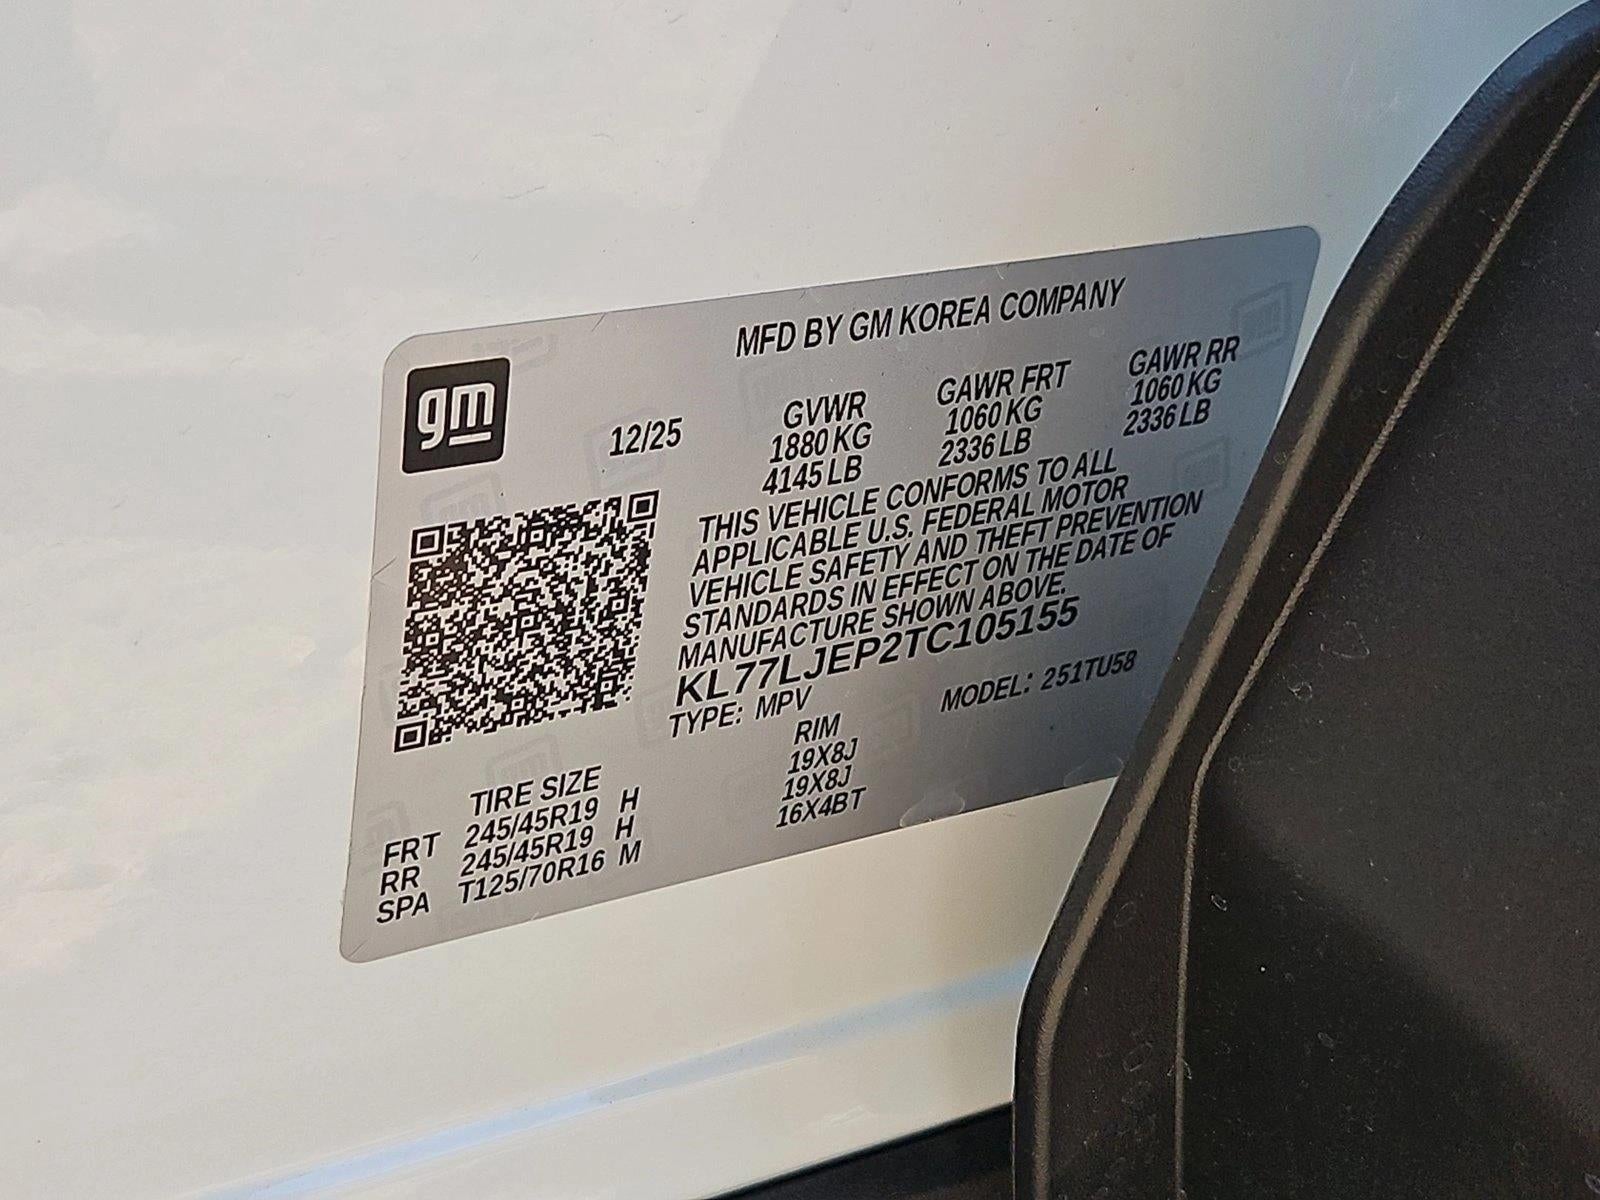 MFD BY GM KOREA COMPANY
gm
12/25
GVWR GAWR FRT GAWR RR
1880 KG 1060 KG 1060 KG
4145 LB 2336 LB 2336 LB
THIS VEHICLE CONFORMS TO ALL
APPLICABLE U.S. FEDERAL MOTOR
VEHICLE SAFETY AND THEFT PREVENTION
STANDARDS IN EFFECT ON THE DATE OF
MANUFACTURE SHOWN ABOVE.
KL77LJEP2TC105155
TYPE: MPV MODEL: 251TU58
TIRE SIZE RIM
FRT 245/45R19 H 19X8J
RR 245/45R19 H 19X8J
SPA T125/70R16 M 16X4BT